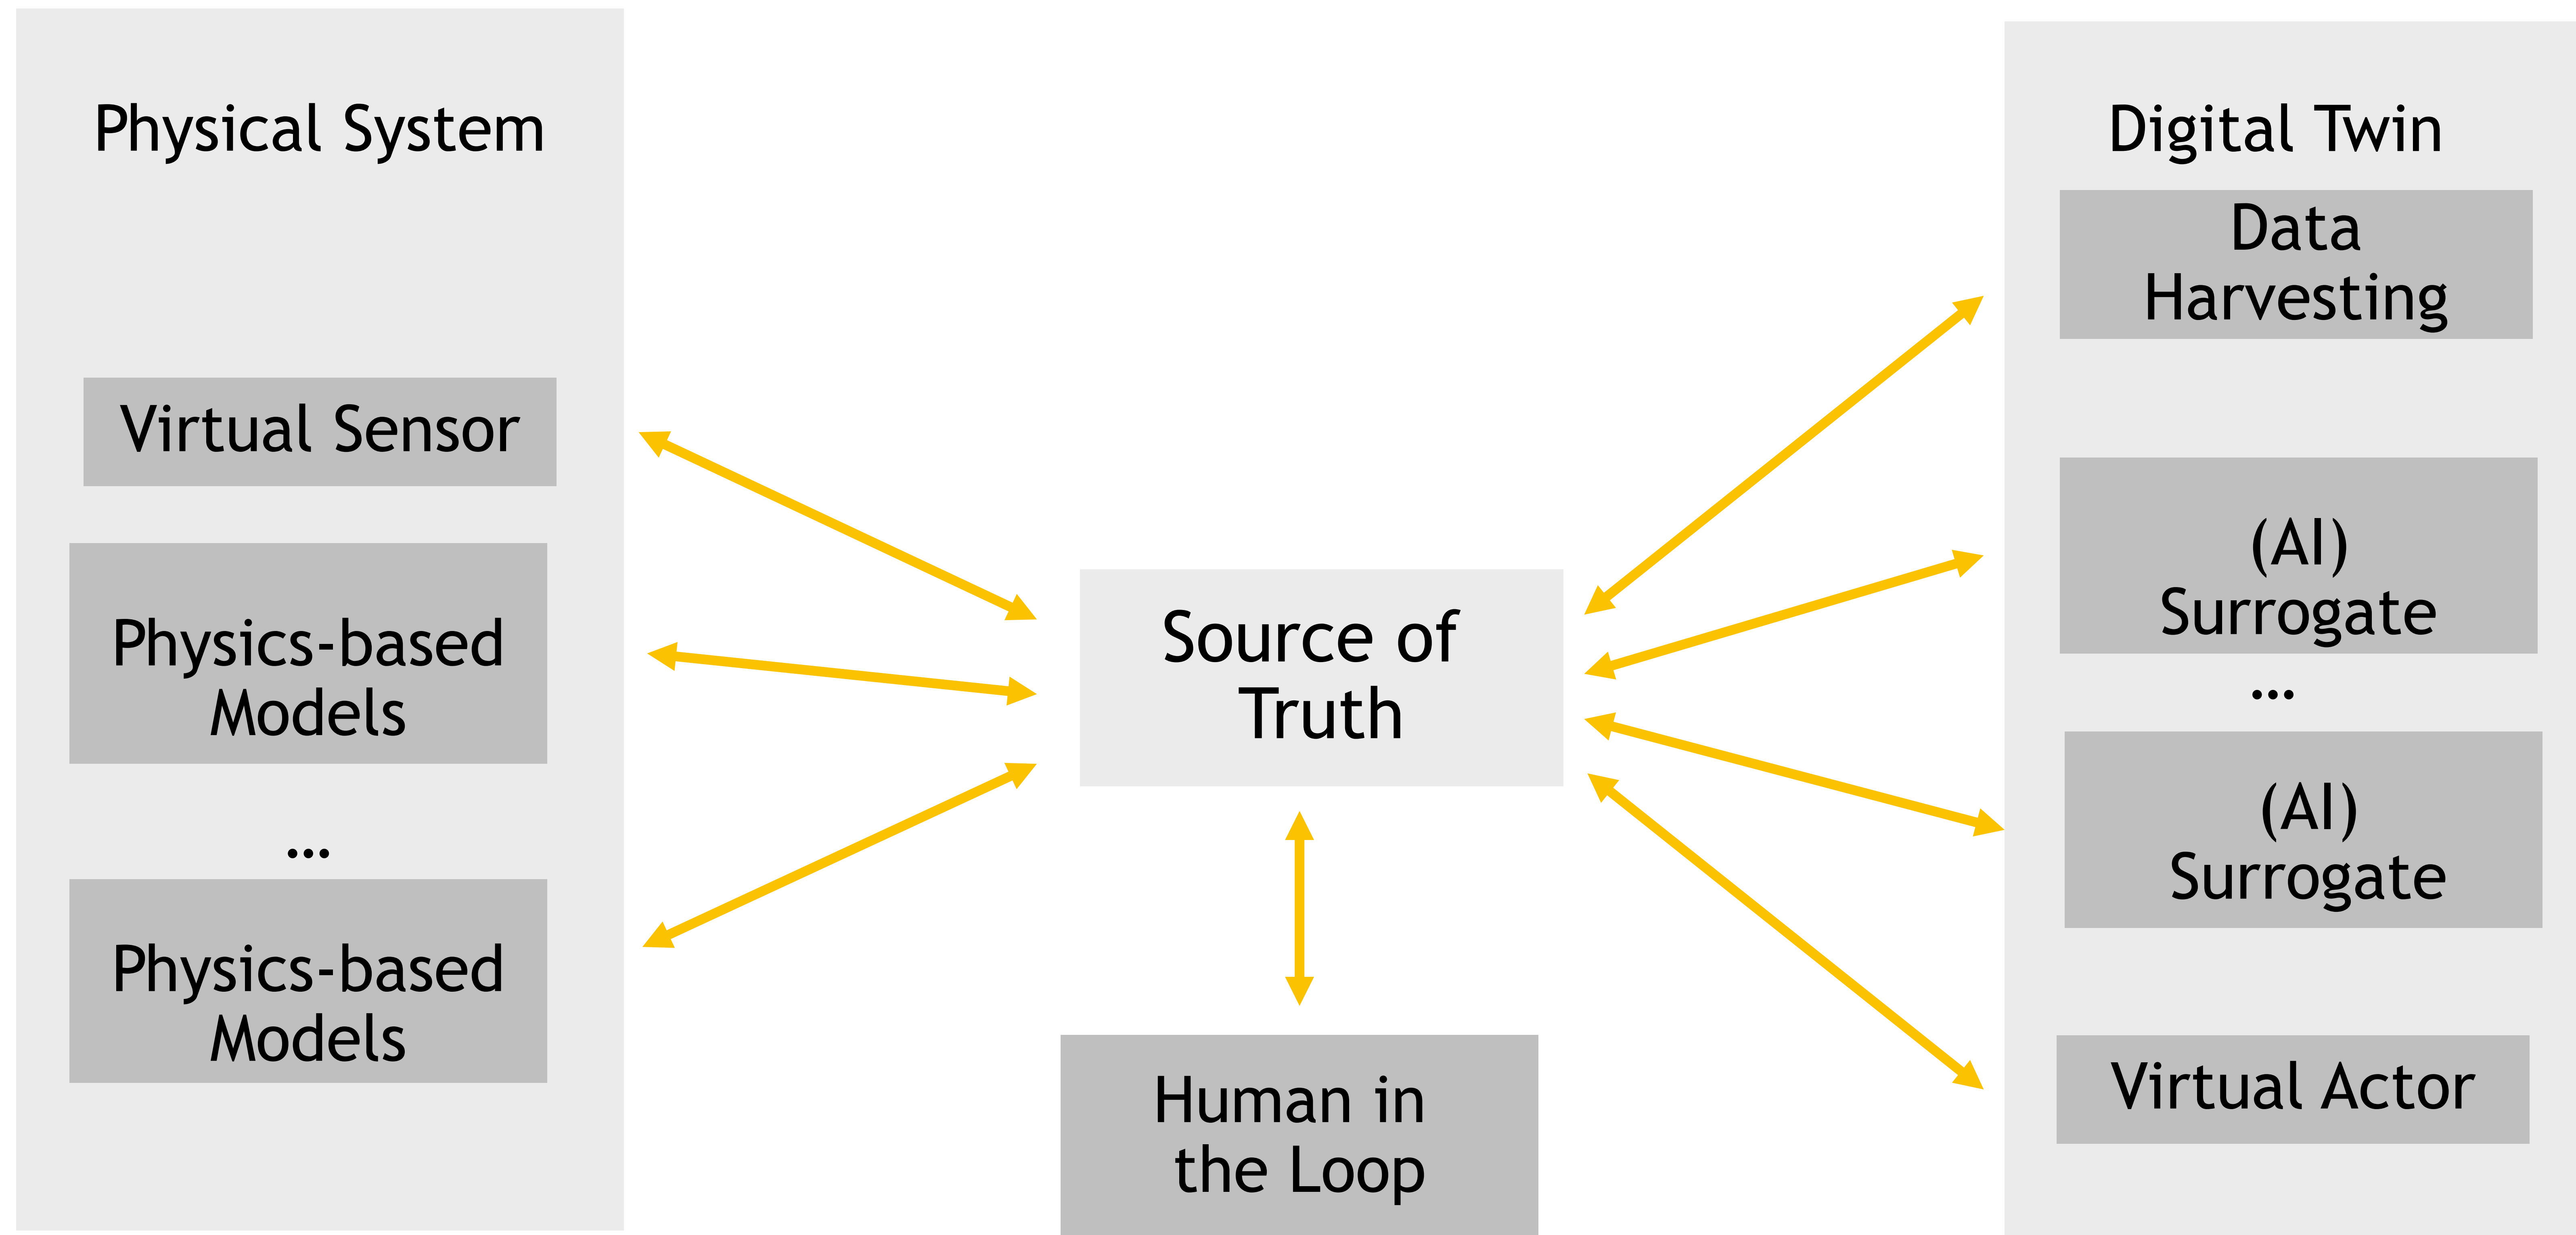 Physical System
Virtual Sensor
Physics-based
Models
...
Physics-based
Models
Source of
Truth
Human in
the Loop
Digital Twin
Data
Harvesting
(AI)
Surrogate
...
(AI)
Surrogate
Virtual Actor